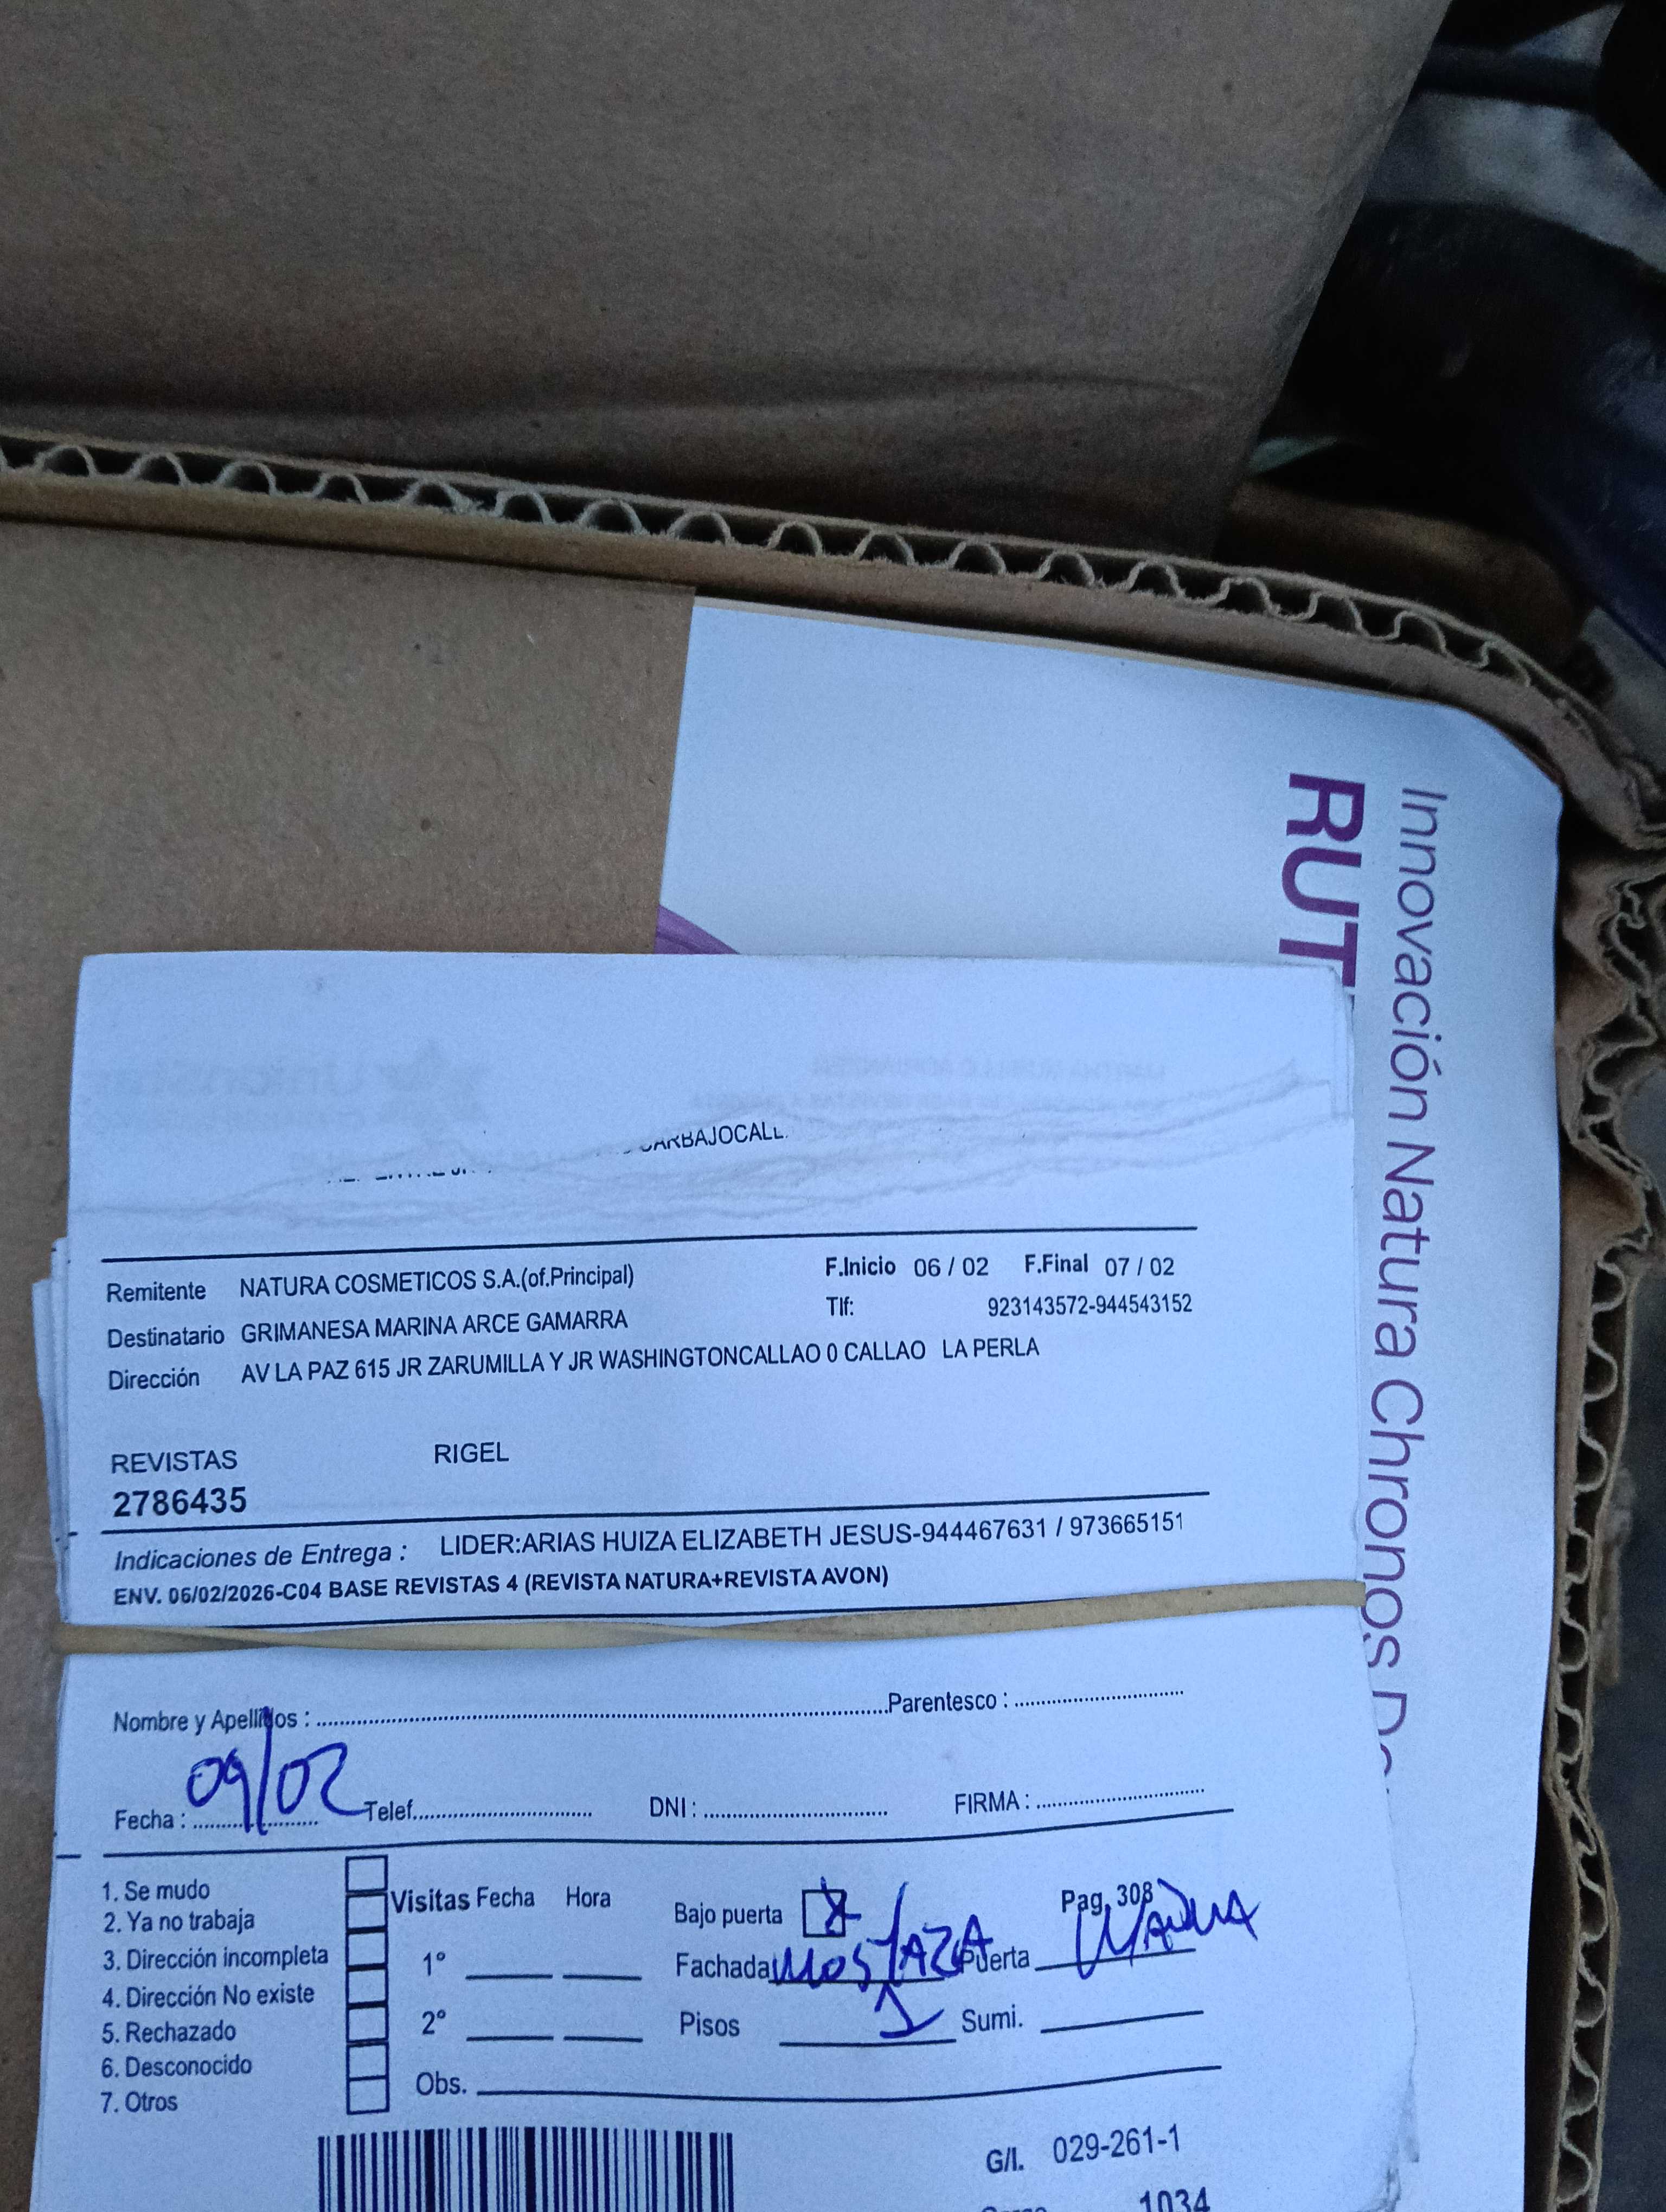 Innovación Natura Chronos
RUT
CARBAJOCALL
Remitente NATURA COSMETICOS S.A.(of.Principal) F.Inicio 06 / 02 F.Final 07 / 02
Destinatario GRIMANESA MARINA ARCE GAMARRA Tlf: 923143572-944543152
Dirección AV LA PAZ 615 JR ZARUMILLA Y JR WASHINGTONCALLAO 0 CALLAO LA PERLA
REVISTAS RIGEL
2786435
Indicaciones de Entrega : LIDER:ARIAS HUIZA ELIZABETH JESUS-944467631 / 973665151
ENV. 06/02/2026-C04 BASE REVISTAS 4 (REVISTA NATURA+REVISTA AVON)
Nombre y Apellidos : Parentesco :
Fecha : 09/02 Telef. DNI : FIRMA :
1. Se mudo
2. Ya no trabaja
3. Dirección incompleta
4. Dirección No existe
5. Rechazado
6. Desconocido
7. Otros
Visitas Fecha Hora
1°
2°
Obs.
Bajo puerta Pag. 308
Fachada MOSTAZA Puerta
Pisos 1 Sumi.
G/I. 029-261-1
1034